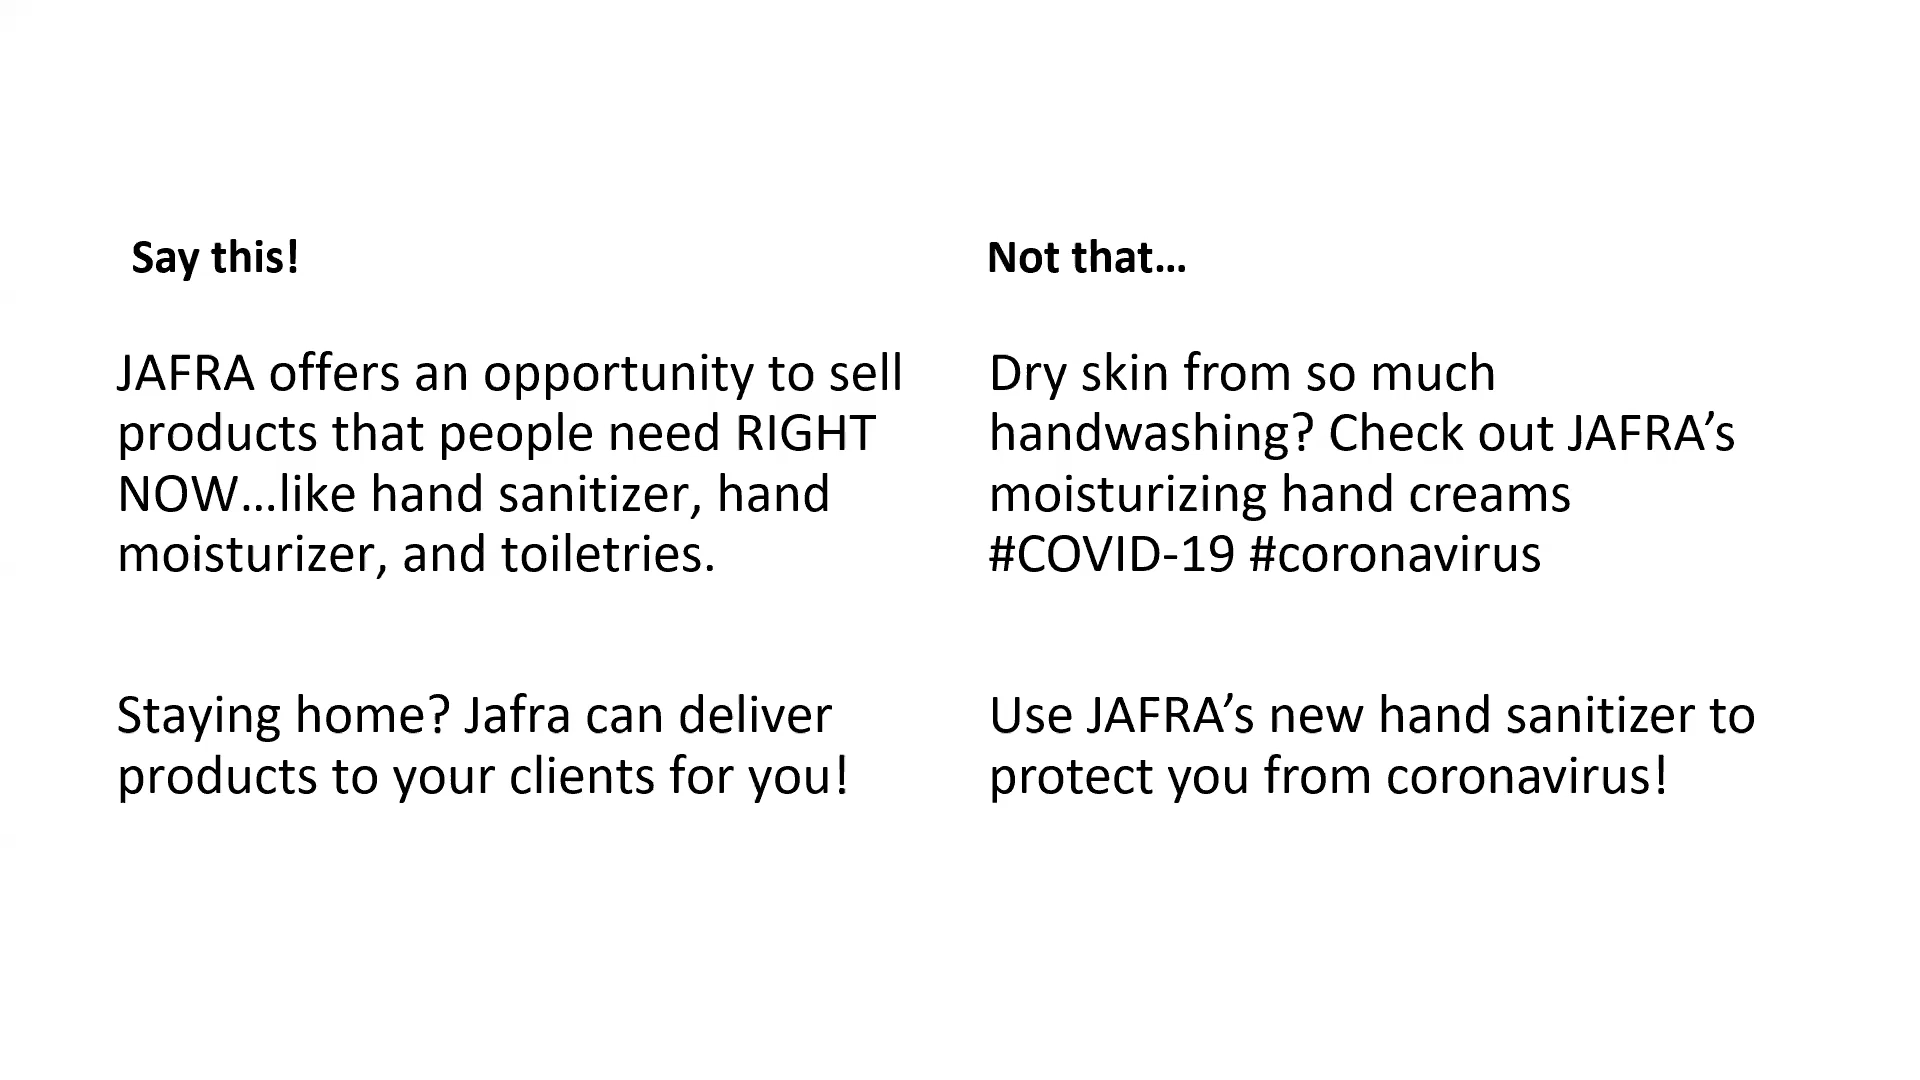 Say this!
JAFRA offers an opportunity to sell
products that people need RIGHT
NOW…like hand sanitizer, hand
moisturizer, and toiletries.
Staying home? Jafra can deliver
products to your clients for you!
Not that…
Dry skin from so much
handwashing? Check out JAFRA’s
moisturizing hand creams
#COVID-19 #coronavirus
Use JAFRA’s new hand sanitizer to
protect you from coronavirus!